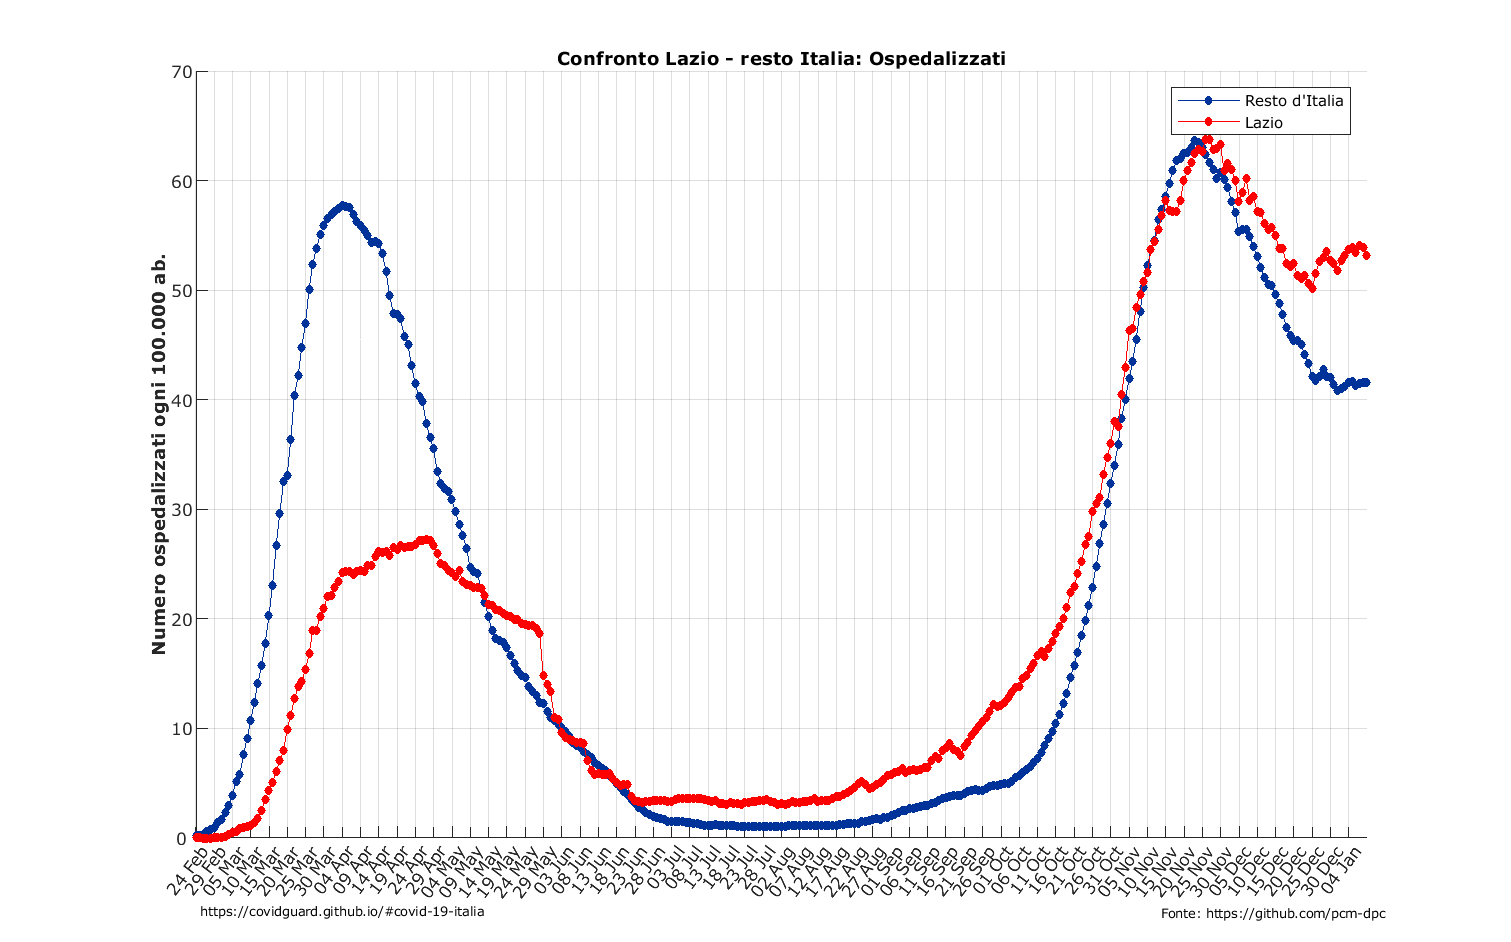 Confronto Lazio - resto Italia: Ospedalizzati
Numero ospedalizzati ogni 100.000 ab.
70
60
50
40
30
20
10
0
Resto d'Italia
Lazio
24 Feb
29 Feb
05 Mar
10 Mar
15 Mar
20 Mar
25 Mar
30 Mar
04 Apr
09 Apr
14 Apr
19 Apr
24 Apr
29 Apr
04 May
09 May
14 May
19 May
24 May
29 May
03 Jun
08 Jun
13 Jun
18 Jun
23 Jun
28 Jun
03 Jul
08 Jul
13 Jul
18 Jul
23 Jul
28 Jul
02 Aug
07 Aug
12 Aug
17 Aug
22 Aug
27 Aug
01 Sep
06 Sep
11 Sep
16 Sep
21 Sep
26 Sep
01 Oct
06 Oct
11 Oct
16 Oct
21 Oct
26 Oct
31 Oct
05 Nov
10 Nov
15 Nov
20 Nov
25 Nov
30 Nov
05 Dec
10 Dec
15 Dec
20 Dec
25 Dec
30 Dec
04 Jan
https://covidguard.github.io/#covid-19-italia
Fonte: https://github.com/pcm-dpc